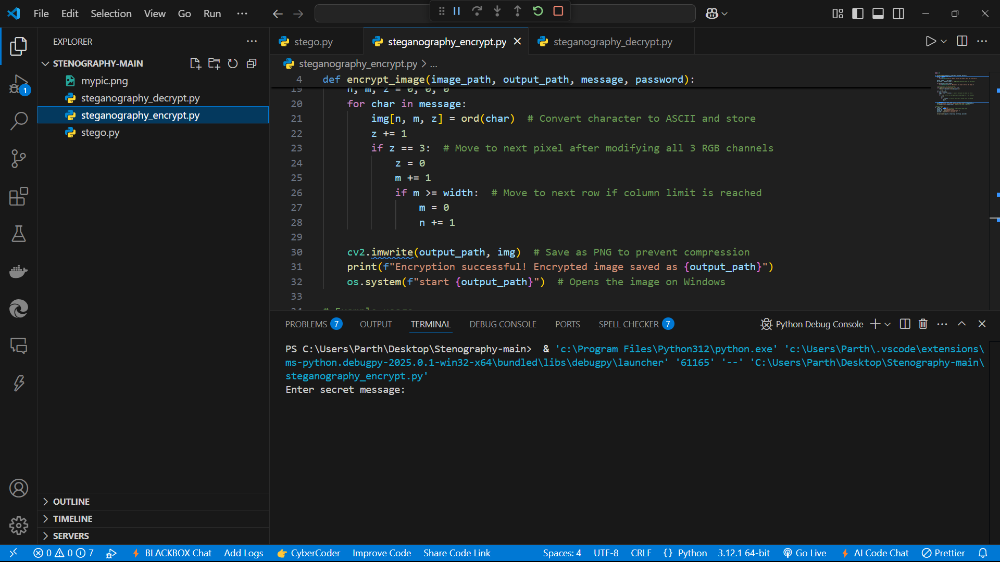 File Edit Selection View Go Run ···
EXPLORER
STENOGRAPHY-MAIN
mypic.png
steganography_decrypt.py
steganography_encrypt.py
stego.py
OUTLINE
TIMELINE
SERVERS
1
stego.py
steganography_encrypt.py
steganography_decrypt.py
steganography_encrypt.py > ...
4 def encrypt_image(image_path, output_path, message, password):
19 n, m, z = 0, 0, 0
20 for char in message:
21 img[n, m, z] = ord(char)  # Convert character to ASCII and store
22 z += 1
23 if z == 3:  # Move to next pixel after modifying all 3 RGB channels
24 z = 0
25 m += 1
26 if m >= width:  # Move to next row if column limit is reached
27 m = 0
28 n += 1
29
30 cv2.imwrite(output_path, img)  # Save as PNG to prevent compression
31 print(f"Encryption successful! Encrypted image saved as {output_path}")
32 os.system(f"start {output_path}")  # Opens the image on Windows
33
34 # Example usage
PROBLEMS 7 OUTPUT TERMINAL DEBUG CONSOLE PORTS SPELL CHECKER 7
Python Debug Console
PS C:\Users\Parth\Desktop\Stenography-main>  & 'c:\Program Files\Python312\python.exe' 'c:\Users\Parth\.vscode\extensions\
ms-python.debugpy-2025.0.1-win32-x64\bundled\libs\debugpy\launcher' '61165' '--' 'C:\Users\Parth\Desktop\Stenography-main\
steganography_encrypt.py'
Enter secret message:
0 0 7 BLACKBOX Chat Add Logs CyberCoder Improve Code Share Code Link Spaces: 4 UTF-8 CRLF {} Python 3.12.1 64-bit Go Live AI Code Chat Prettier